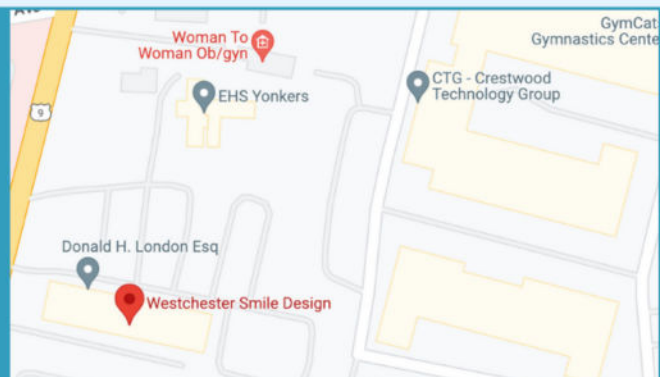 Ave
Woman To
Woman Ob/gyn
GymCat
Gymnastics Cente
EHS Yonkers
CTG - Crestwood
Technology Group
9
Donald H. London Esq
Westchester Smile Design